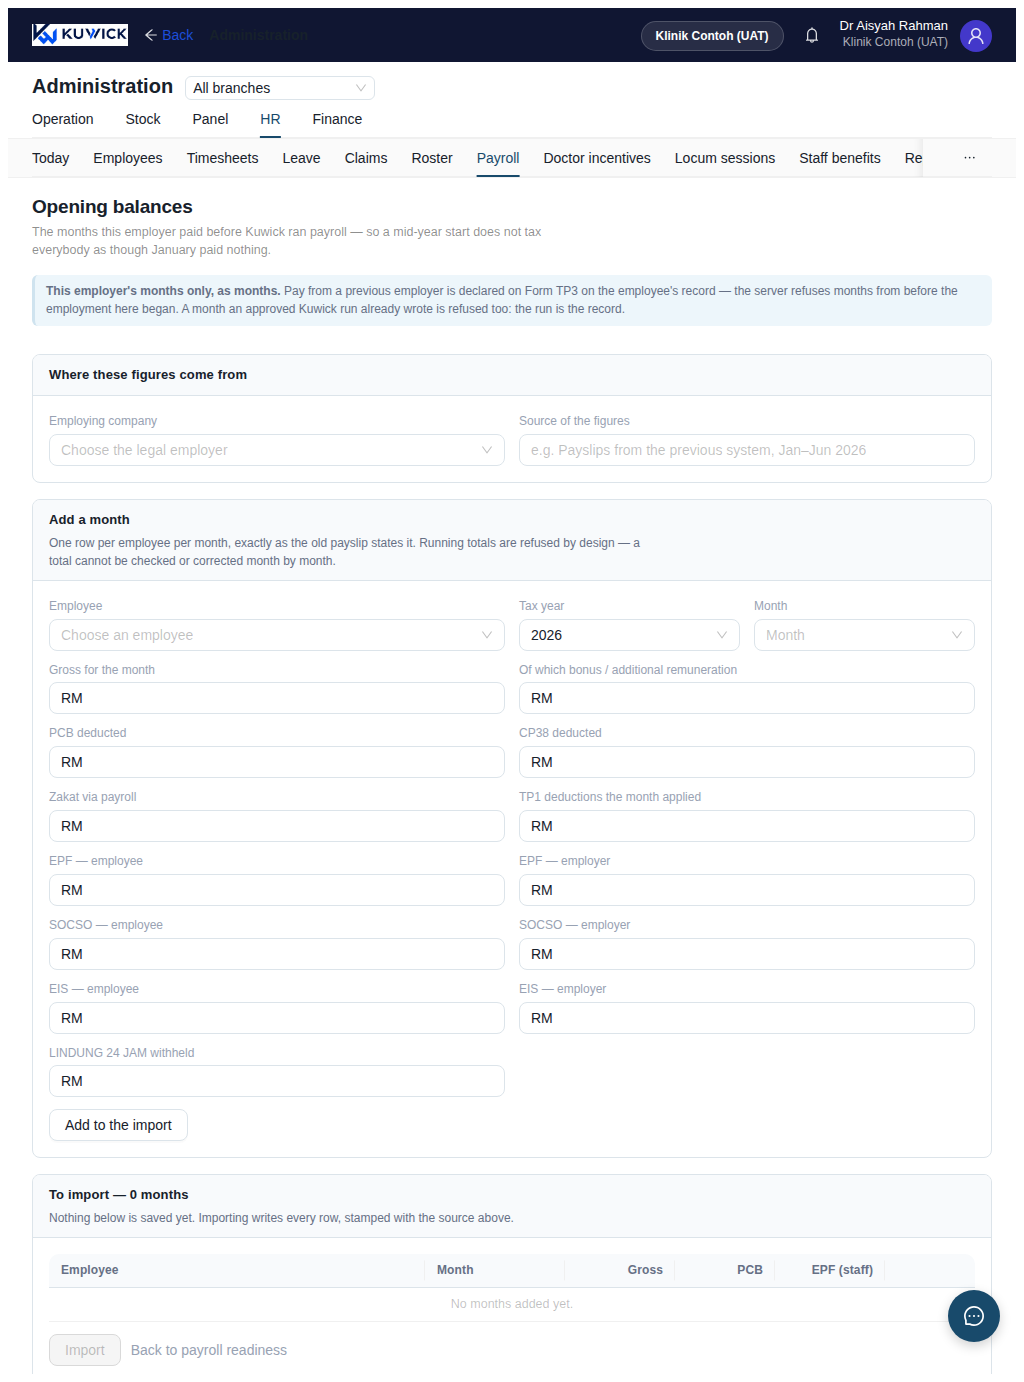 KUVVICK
Back
Administration
Klinik Contoh (UAT)
Dr Aisyah Rahman
Klinik Contoh (UAT)
Administration
All branches
Operation
Stock
Panel
HR
Finance
Today
Employees
Timesheets
Leave
Claims
Roster
Payroll
Doctor incentives
Locum sessions
Staff benefits
Re
Opening balances
The months this employer paid before Kuwick ran payroll — so a mid-year start does not tax
everybody as though January paid nothing.
This employer's months only, as months. Pay from a previous employer is declared on Form TP3 on the employee's record — the server refuses months from before the
employment here began. A month an approved Kuwick run already wrote is refused too: the run is the record.
Where these figures come from
Employing company
Source of the figures
Choose the legal employer
e.g. Payslips from the previous system, Jan–Jun 2026
Add a month
One row per employee per month, exactly as the old payslip states it. Running totals are refused by design — a
total cannot be checked or corrected month by month.
Employee
Tax year
Month
Choose an employee
2026
Month
Gross for the month
Of which bonus / additional remuneration
RM
RM
PCB deducted
CP38 deducted
RM
RM
Zakat via payroll
TP1 deductions the month applied
RM
RM
EPF — employee
EPF — employer
RM
RM
SOCSO — employee
SOCSO — employer
RM
RM
EIS — employee
EIS — employer
RM
RM
LINDUNG 24 JAM withheld
RM
Add to the import
To import — 0 months
Nothing below is saved yet. Importing writes every row, stamped with the source above.
Employee
Month
Gross
PCB
EPF (staff)
No months added yet.
Import
Back to payroll readiness